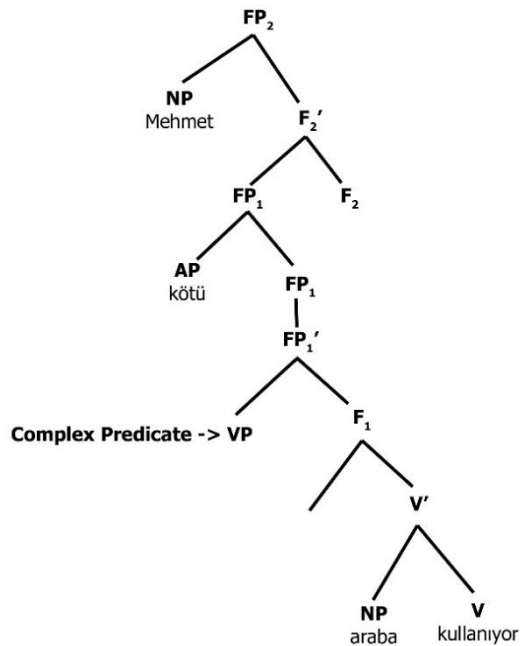 FP₂
NP
Mehmet
F₂′
FP₁
F₂
AP
kötü
FP₁
FP₁′
Complex Predicate -> VP
F₁
V′
NP
araba
V
kullanıyor